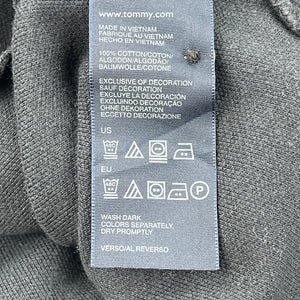 www.tommy.com
MADE IN VIETNAM
FABRIQUÉ AU VIETNAM
HECHO EN VIETNAM
100% COTTON/COTON/
ALGODÓN/ALGODÃO/
BAUMWOLLE/COTONE
EXCLUSIVE OF DECORATION
SAUF DÉCORATION
EXCLUYE LA DECORACIÓN
EXCLUINDO DECORAÇÃO
OHNE DEKORATION
ECCETTO DECORAZIONE
US
EU
WASH DARK
COLORS SEPARATELY.
DRY PROMPTLY
VERSO/AL REVERSO